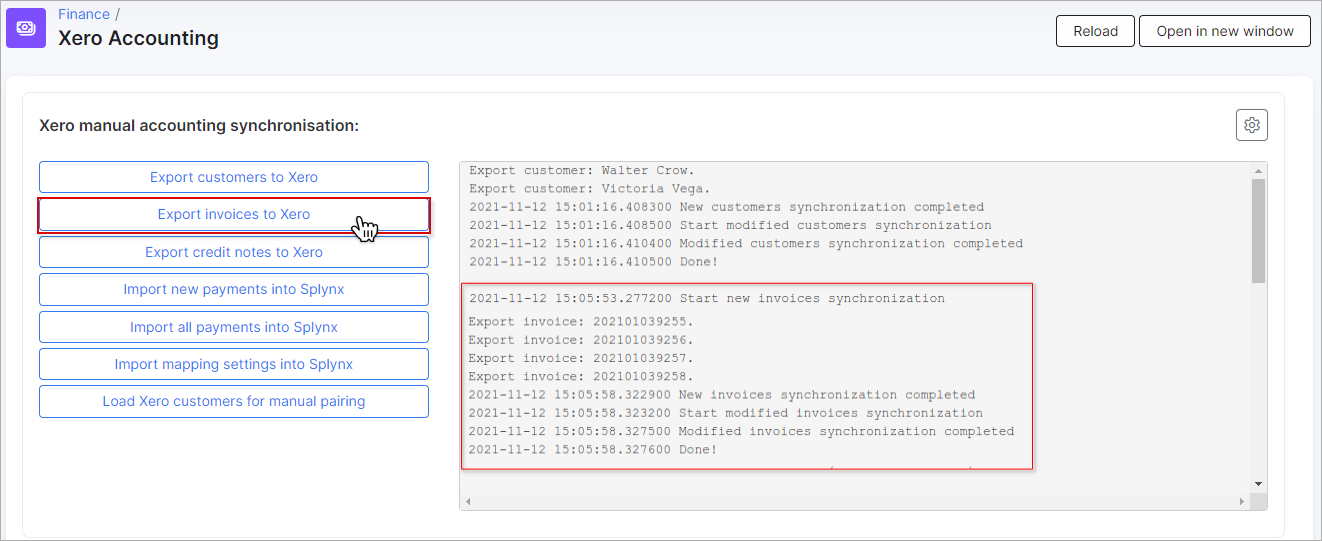 Finance /
Xero Accounting
Reload
Open in new window
Xero manual accounting synchronisation:
Export customers to Xero
Export invoices to Xero
Export credit notes to Xero
Import new payments into Splynx
Import all payments into Splynx
Import mapping settings into Splynx
Load Xero customers for manual pairing
Export customer: Walter Crow.
Export customer: Victoria Vega.
2021-11-12 15:01:16.408300 New customers synchronization completed
2021-11-12 15:01:16.408500 Start modified customers synchronization
2021-11-12 15:01:16.410400 Modified customers synchronization completed
2021-11-12 15:01:16.410500 Done!
2021-11-12 15:05:53.277200 Start new invoices synchronization
Export invoice: 202101039255.
Export invoice: 202101039256.
Export invoice: 202101039257.
Export invoice: 202101039258.
2021-11-12 15:05:58.322900 New invoices synchronization completed
2021-11-12 15:05:58.323200 Start modified invoices synchronization
2021-11-12 15:05:58.327500 Modified invoices synchronization completed
2021-11-12 15:05:58.327600 Done!